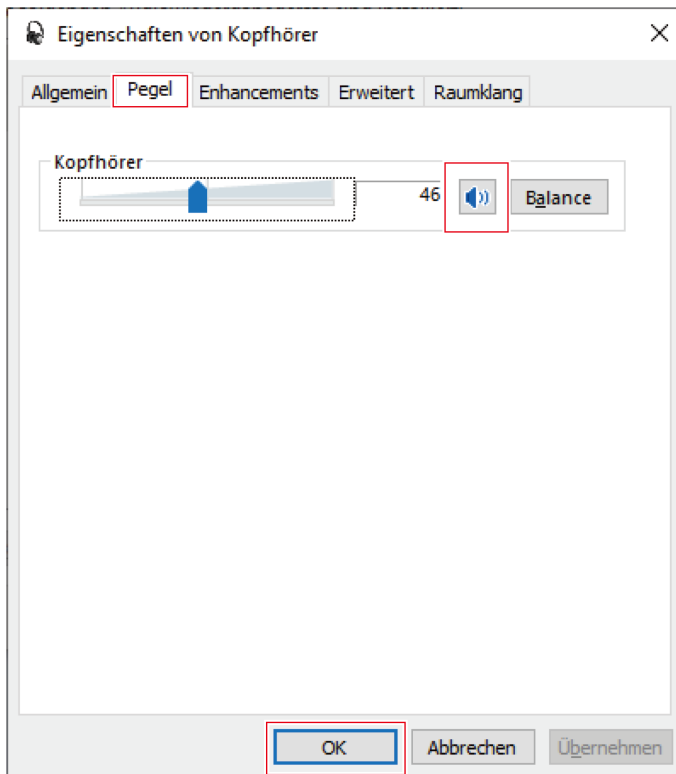 Eigenschaften von Kopfhörer
Allgemein Pegel Enhancements Erweitert Raumklang
Kopfhörer
46 Balance
OK Abbrechen Übernehmen